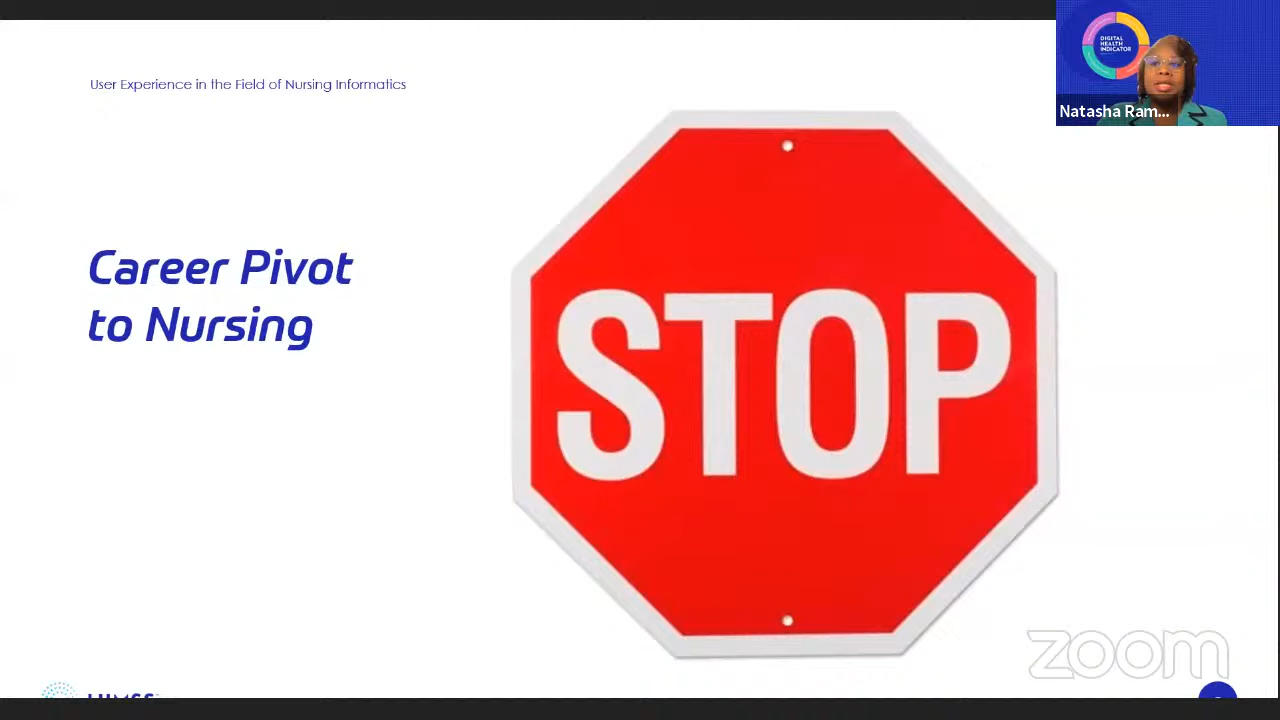 User Experience in the Field of Nursing Informatics
DIGITAL
HEALTH
INDICATOR
Natasha Ram...
Career Pivot
to Nursing
STOP
zoom